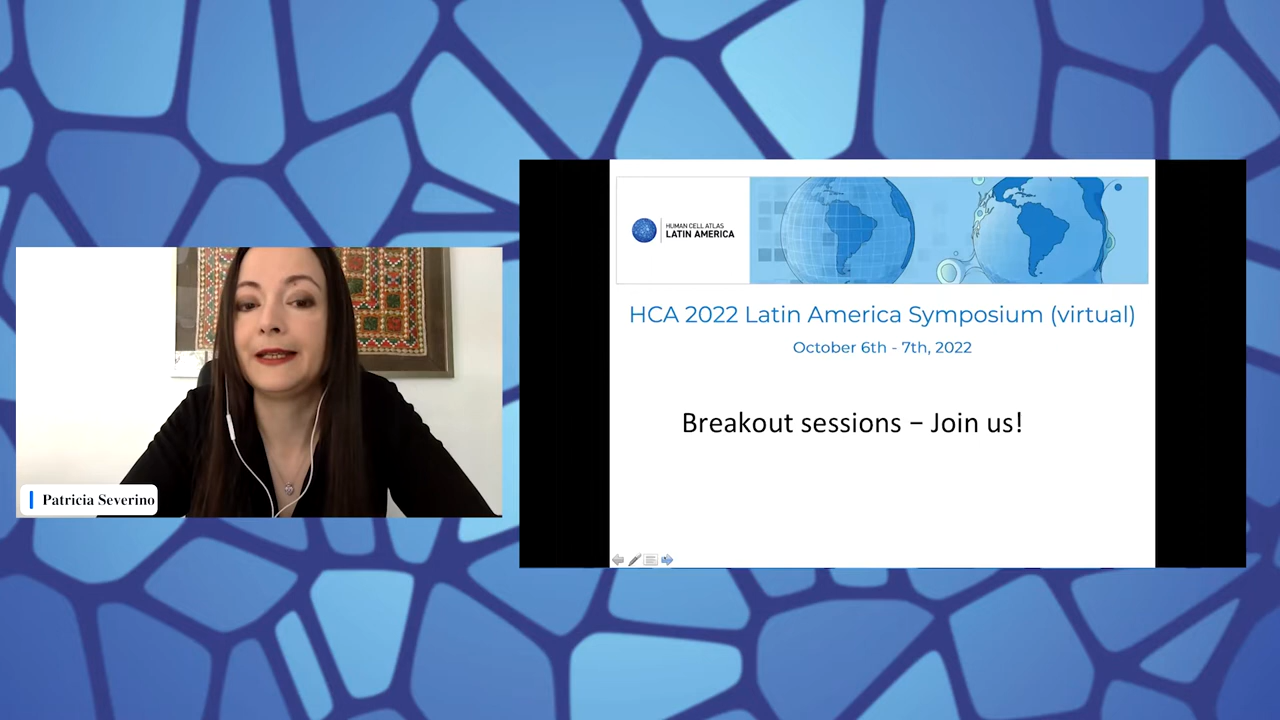 Patricia Severino
HUMAN CELL ATLAS
LATIN AMERICA
HCA 2022 Latin America Symposium (virtual)
October 6th - 7th, 2022
Breakout sessions – Join us!